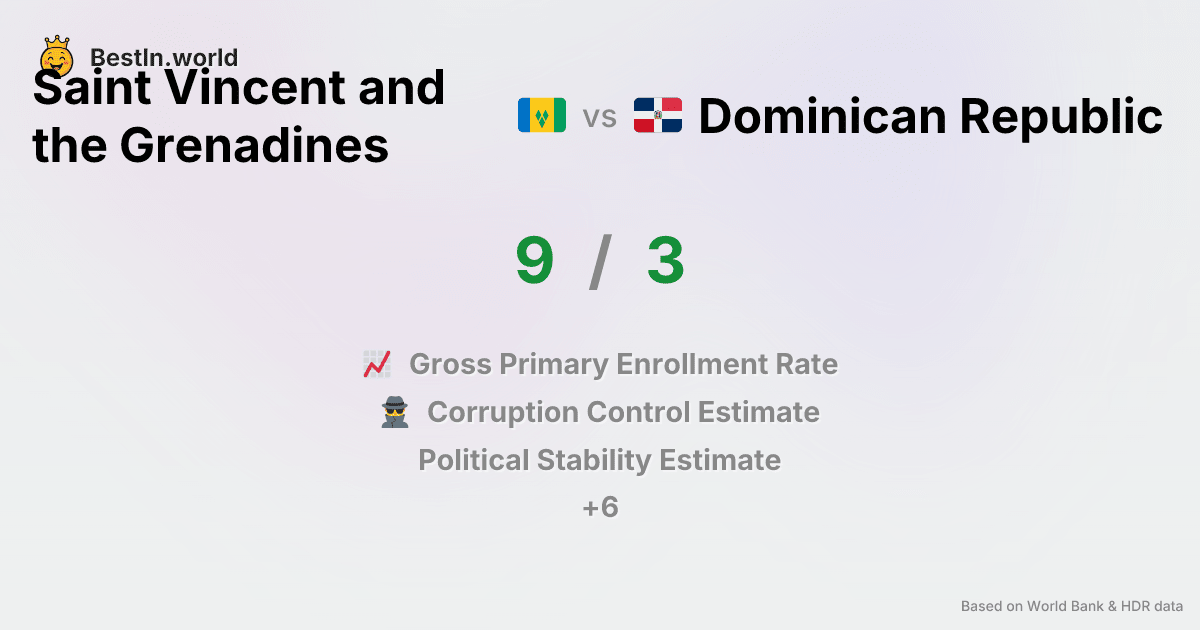 BestIn.world
Saint Vincent and
the Grenadines
vs
Dominican Republic
9 / 3
Gross Primary Enrollment Rate
Corruption Control Estimate
Political Stability Estimate
+6
Based on World Bank & HDR data